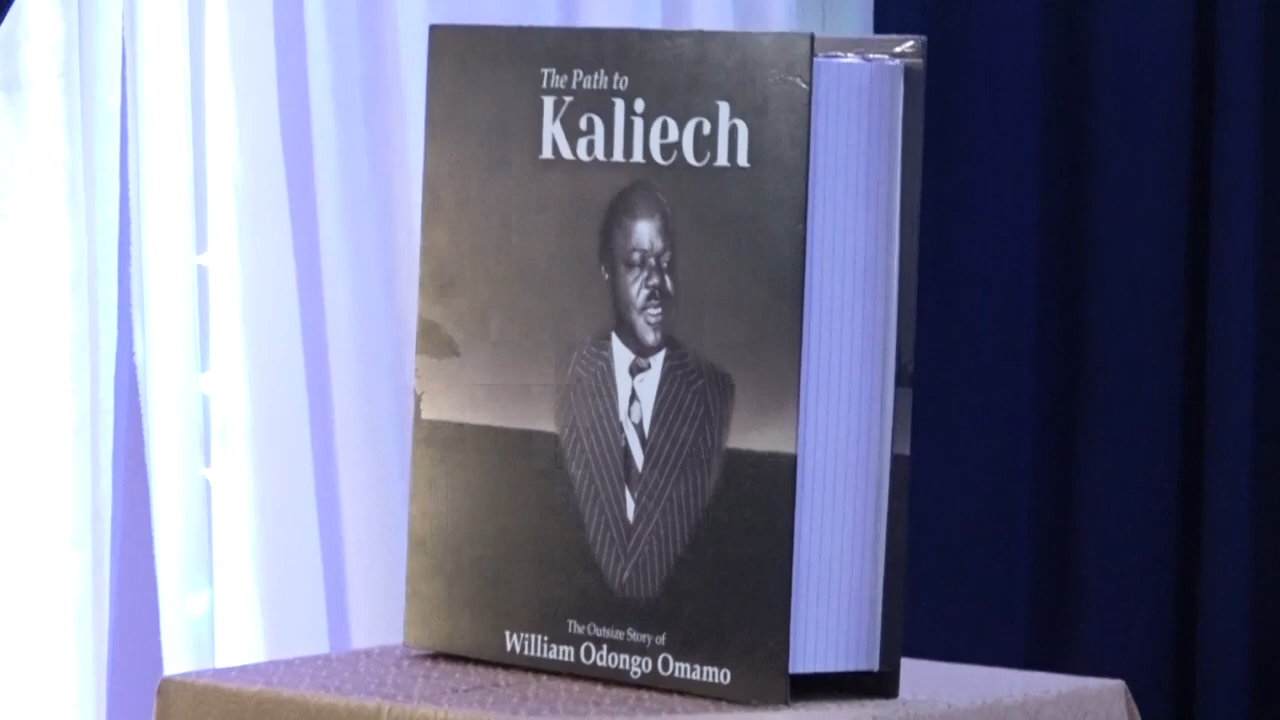 The Path to
Kaliech
The Outsize Story of
William Odongo Omamo